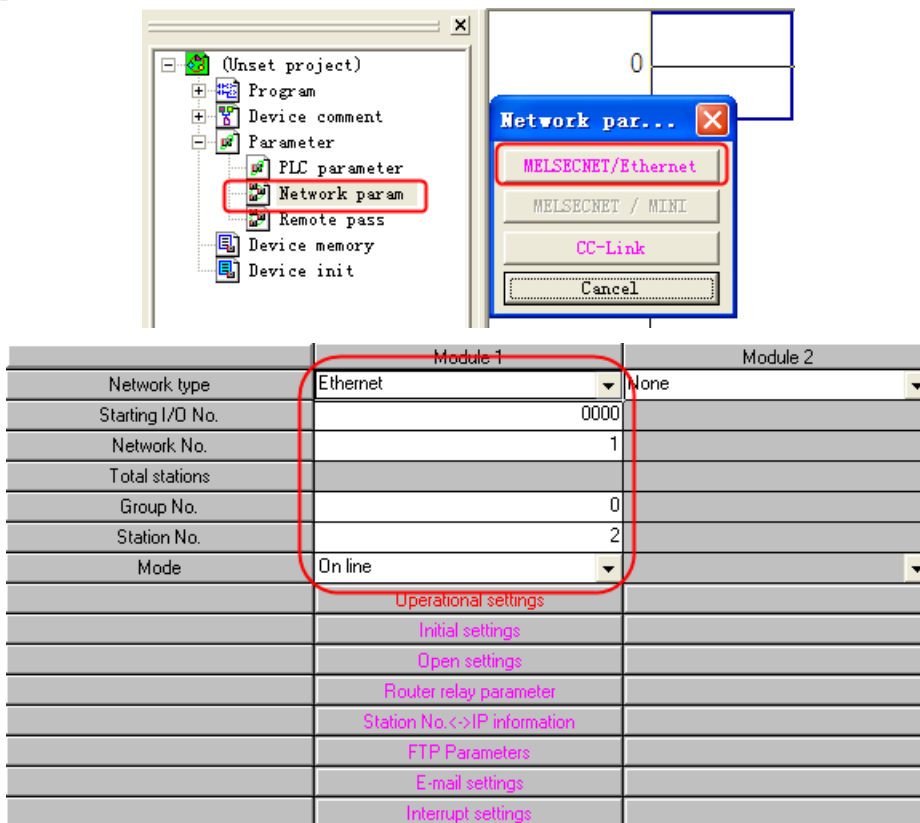 (Unset project)
Program
Device comment
Parameter
PLC parameter
Network param
Remote pass
Device memory
Device init
0
Network par...
MELSECNET/Ethernet
MELSECNET / MINI
CC-Link
Cancel
Module 1 Module 2
Network type Ethernet None
Starting I/O No. 0000
Network No. 1
Total stations
Group No. 0
Station No. 2
Mode On line
Operational settings
Initial settings
Open settings
Router relay parameter
Station No.<->IP information
FTP Parameters
E-mail settings
Interrupt settings